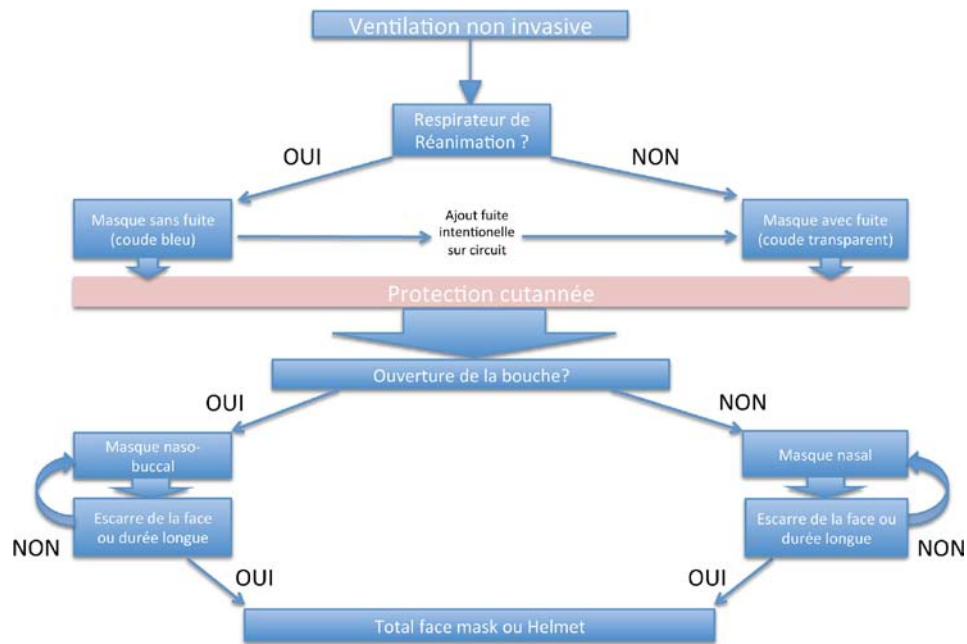 Ventilation non invasive
Respirateur de
Réanimation ?
OUI
NON
Masque sans fuite
(coude bleu)
Ajout fuite
intentionelle
sur circuit
Masque avec fuite
(coude transparent)
Protection cutannée
Ouverture de la bouche?
OUI
NON
Masque naso-
buccal
Masque nasal
Escarre de la face
ou durée longue
Escarre de la face ou
durée longue
NON
NON
OUI
OUI
Total face mask ou Helmet